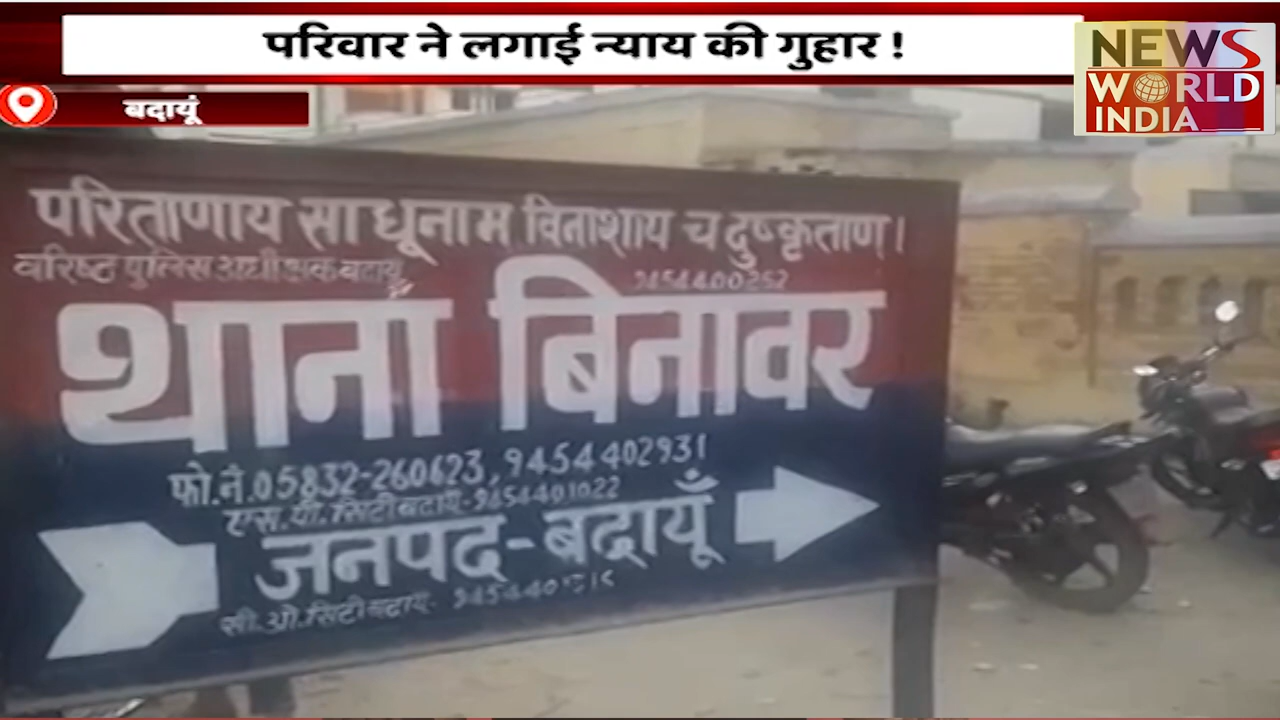 परिवार ने लगाई न्याय की गुहार !
NEWS
WORLD
INDIA
बदायूं
परिताणाय साधूनाम विनाशाय च दुष्कृताण।
वरिष्ठ पुलिस अधीक्षक बदायू
9454400252
थाना बिनावर
फो.नं.05832-260623, 9454402931
एस.पी. सिटी बदायूं-9454401022
जनपद-बदायूँ
सी.ओ. सिटी बदायूं-